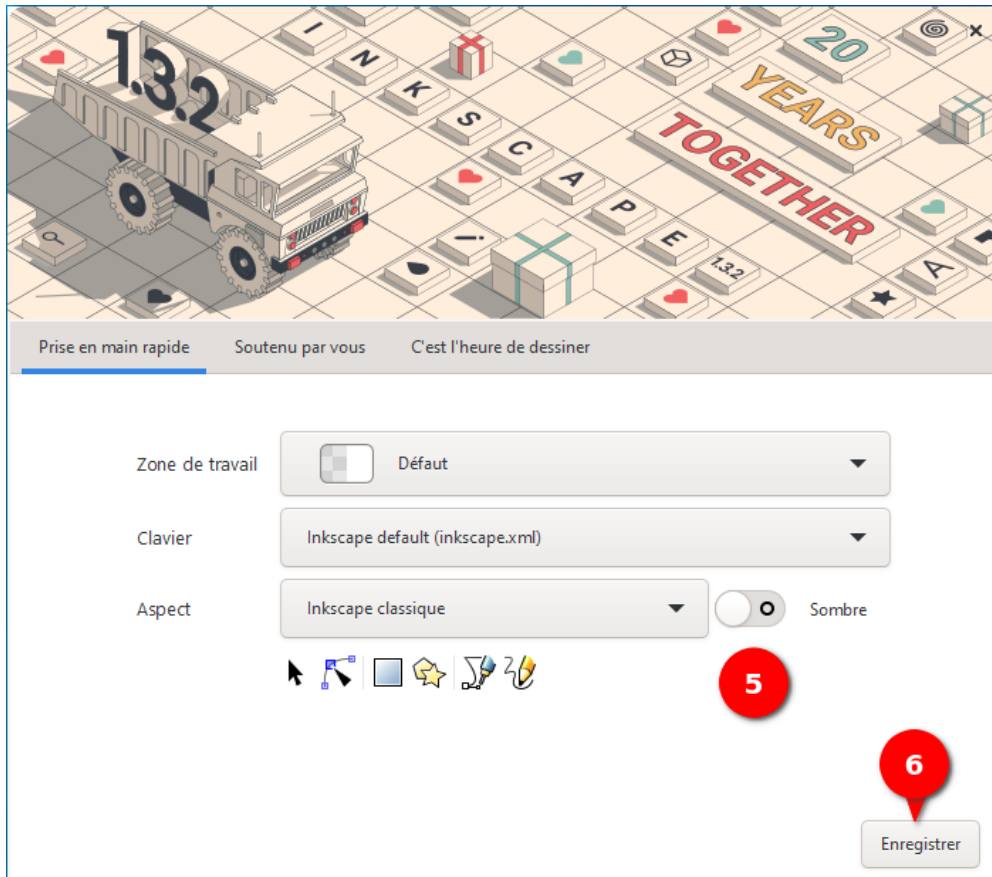 1.3.2
INKSCAPE
20
YEARS
TOGETHER
!
1.3.2
A
Prise en main rapide Soutenu par vous C'est l'heure de dessiner
Zone de travail Défaut
Clavier Inkscape default (inkscape.xml)
Aspect Inkscape classique Sombre
5
6
Enregistrer